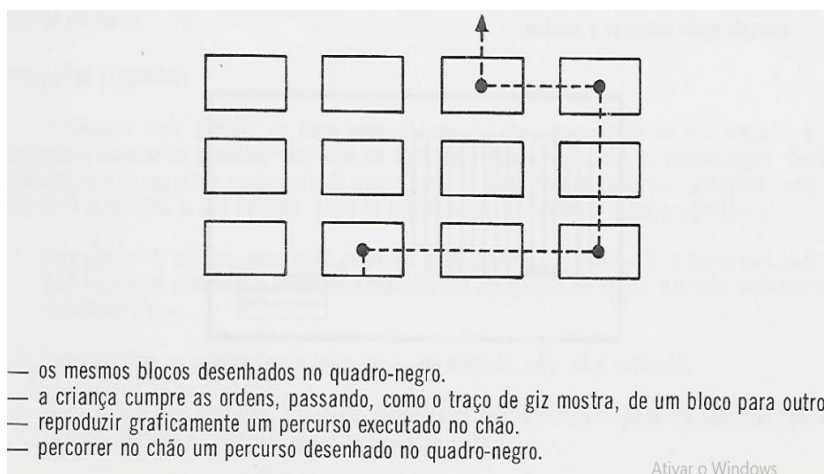 — os mesmos blocos desenhados no quadro-negro.
— a criança cumpre as ordens, passando, como o traço de giz mostra, de um bloco para outro
— reproduzir graficamente um percurso executado no chão.
— percorrer no chão um percurso desenhado no quadro-negro.
Ativar o Windows